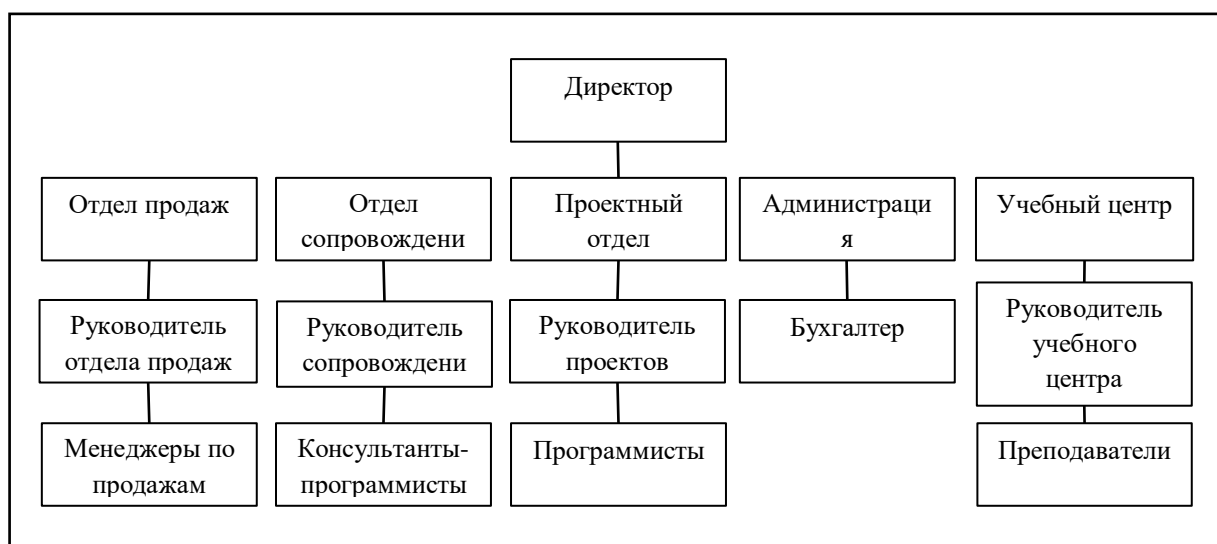 Директор
Отдел продаж
Отдел
сопровождени
Проектный
отдел
Администраци
я
Учебный центр
Руководитель
отдела продаж
Руководитель
сопровождени
Руководитель
проектов
Бухгалтер
Руководитель
учебного
центра
Менеджеры по
продажам
Консультанты-
программисты
Программисты
Преподаватели